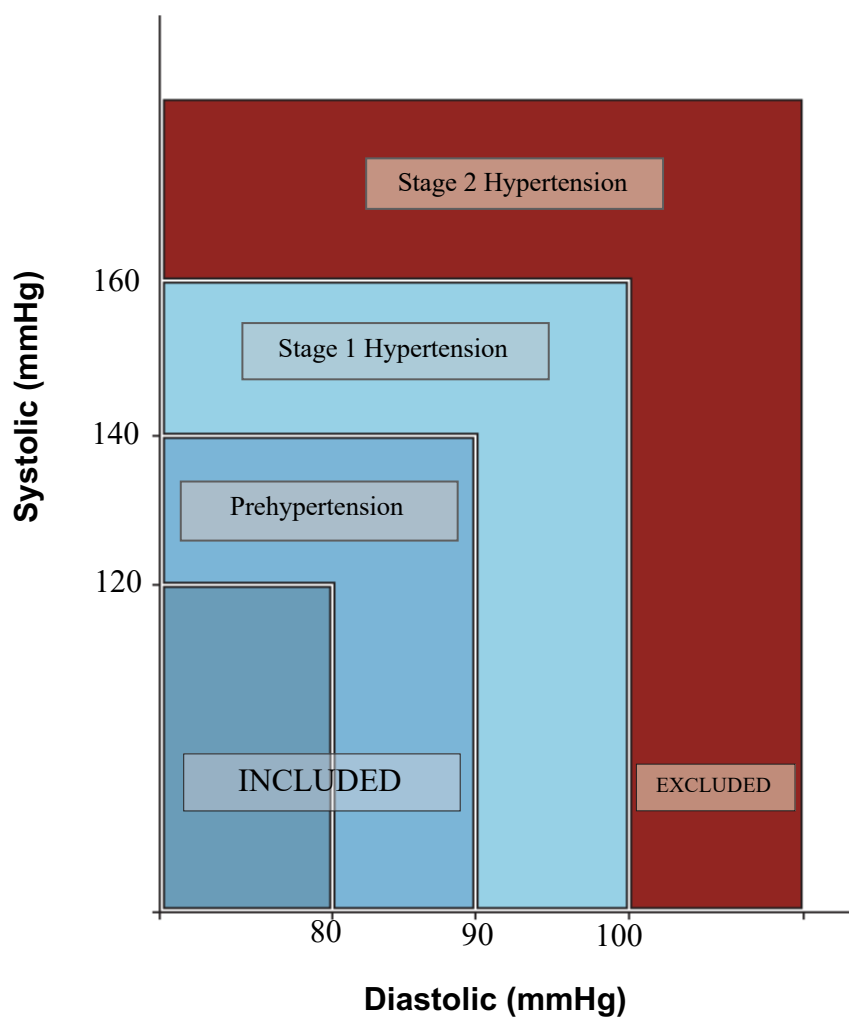 Stage 2 Hypertension
160
Stage 1 Hypertension
140
Prehypertension
120
INCLUDED
EXCLUDED
80
90
100
Systolic (mmHg)
Diastolic (mmHg)